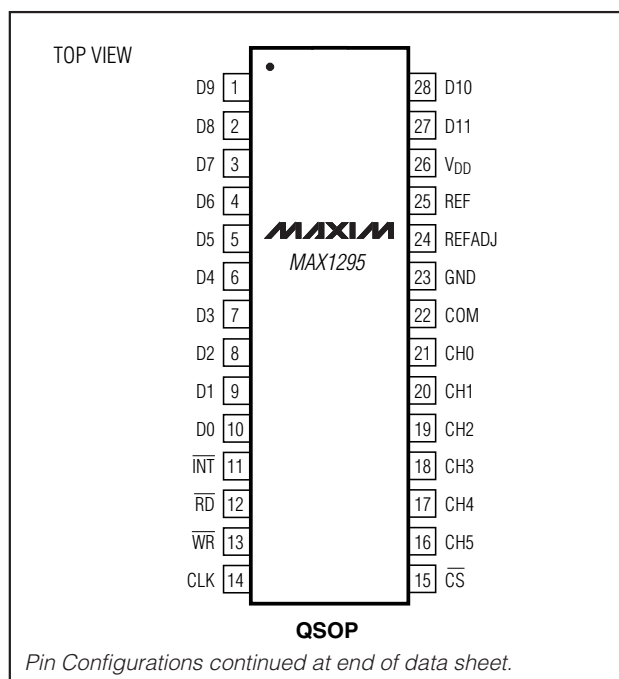 TOP VIEW
D9 1 28 D10
D8 2 27 D11
D7 3 26 VDD
D6 4 25 REF
D5 5 MAXIM 24 REFADJ
D4 6 MAX1295 23 GND
D3 7 22 COM
D2 8 21 CH0
D1 9 20 CH1
D0 10 19 CH2
INT 11 18 CH3
RD 12 17 CH4
WR 13 16 CH5
CLK 14 15 CS
QSOP
Pin Configurations continued at end of data sheet.